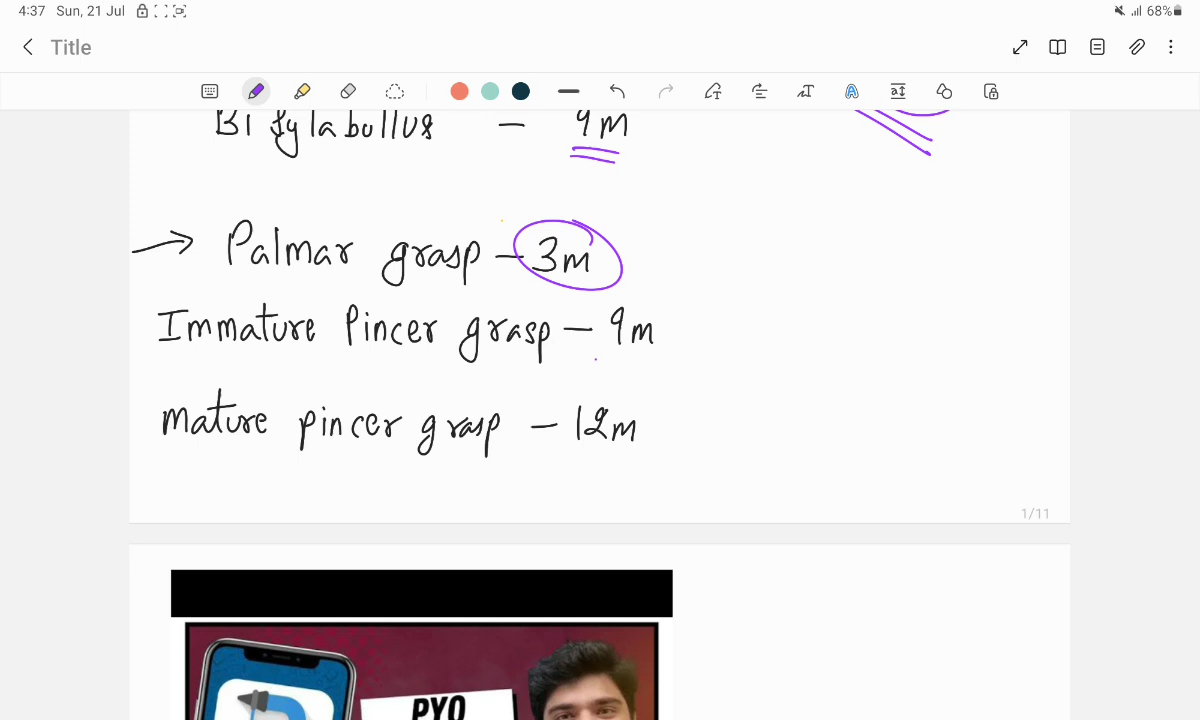 4:37 Sun, 21 Jul 68%
Title
Bi sylabollus - 9m
→ Palmar grasp - 3m
Immature Pincer grasp - 9m
Mature pincer grasp - 12m
1/11
PYQ